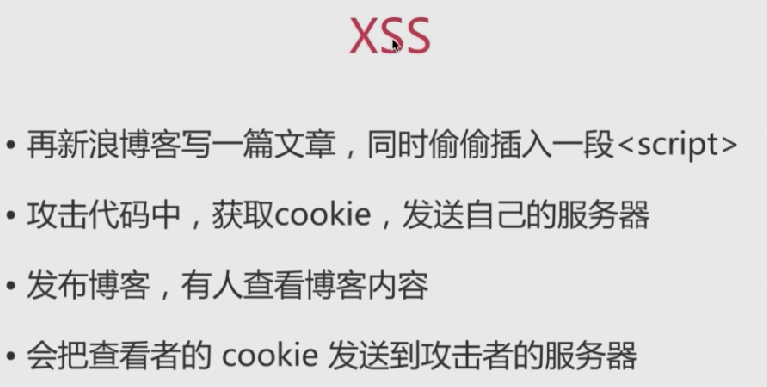 XSS
• 再新浪博客写一篇文章，同时偷偷插入一段<script>
• 攻击代码中，获取cookie，发送自己的服务器
• 发布博客，有人查看博客内容
• 会把查看者的 cookie 发送到攻击者的服务器